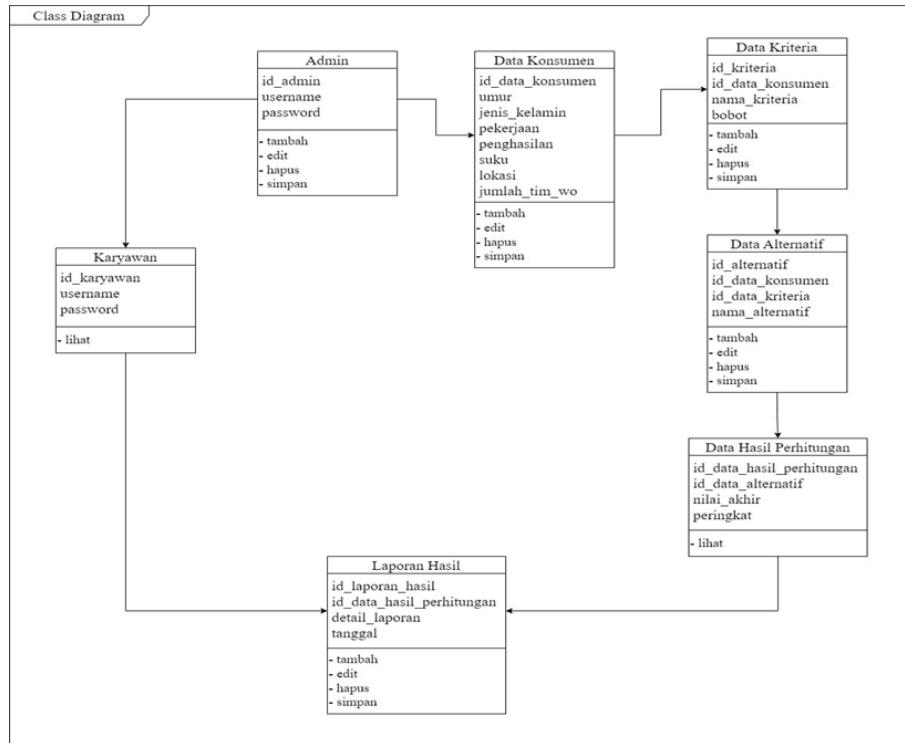 Class Diagram
Admin
id_admin
username
password
- tambah
- edit
- hapus
- simpan
Data Konsumen
id_data_konsumen
umur
jenis_kelamin
pekerjaan
penghasilan
suku
lokasi
jumlah_tim_wo
- tambah
- edit
- hapus
- simpan
Data Kriteria
id_kriteria
id_data_konsumen
nama_kriteria
bobot
- tambah
- edit
- hapus
- simpan
Karyawan
id_karyawan
username
password
- lihat
Data Alternatif
id_alternatif
id_data_konsumen
id_data_kriteria
nama_alternatif
- tambah
- edit
- hapus
- simpan
Data Hasil Perhitungan
id_data_hasil_perhitungan
id_data_alternatif
nilai_akhir
peringkat
- lihat
Laporan Hasil
id_laporan_hasil
id_data_hasil_perhitungan
detail_laporan
tanggal
- tambah
- edit
- hapus
- simpan